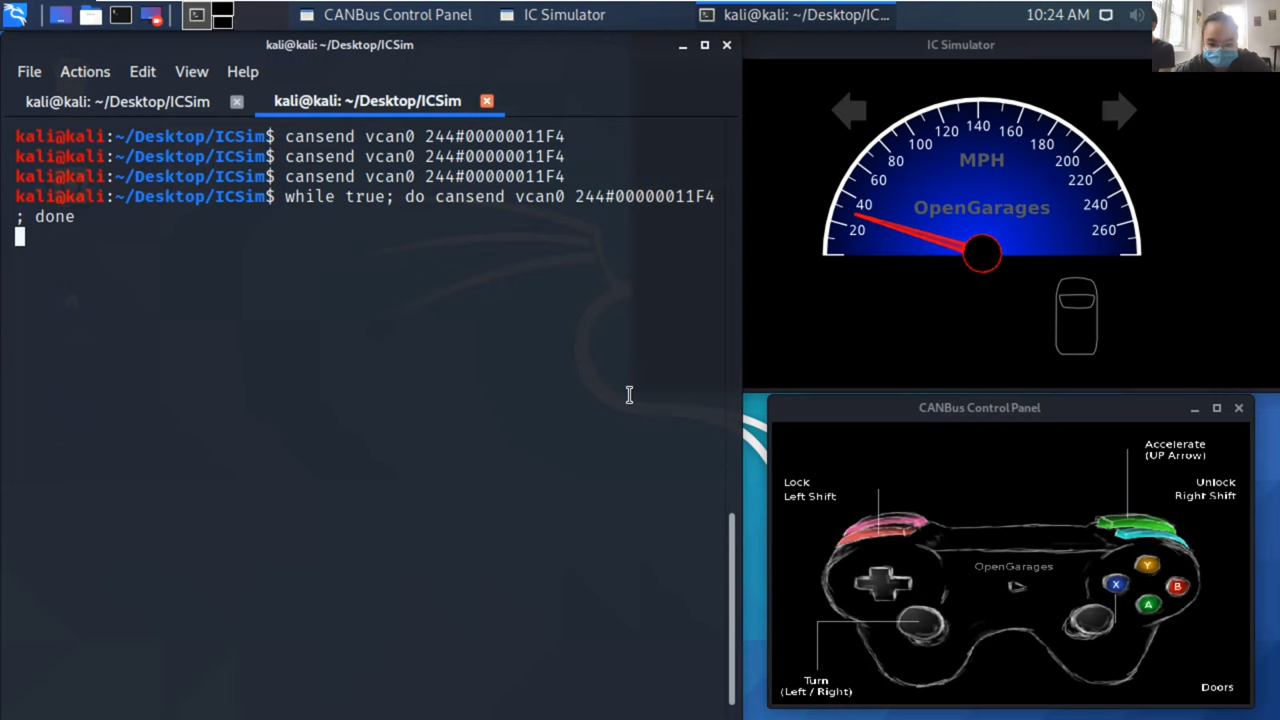 CANBus Control Panel
IC Simulator
kali@kali: ~/Desktop/IC...
10:24 AM
kali@kali: ~/Desktop/ICSim
File Actions Edit View Help
kali@kali: ~/Desktop/ICSim
kali@kali: ~/Desktop/ICSim
kali@kali:~/Desktop/ICSim$ cansend vcan0 244#00000011F4
kali@kali:~/Desktop/ICSim$ cansend vcan0 244#00000011F4
kali@kali:~/Desktop/ICSim$ cansend vcan0 244#00000011F4
kali@kali:~/Desktop/ICSim$ while true; do cansend vcan0 244#00000011F4
; done
IC Simulator
20
40
60
80
100
120
140
160
180
200
220
240
260
MPH
OpenGarages
CANBus Control Panel
Accelerate
(UP Arrow)
Lock
Left Shift
Unlock
Right Shift
OpenGarages
Y
X
B
A
Turn
(Left / Right)
Doors